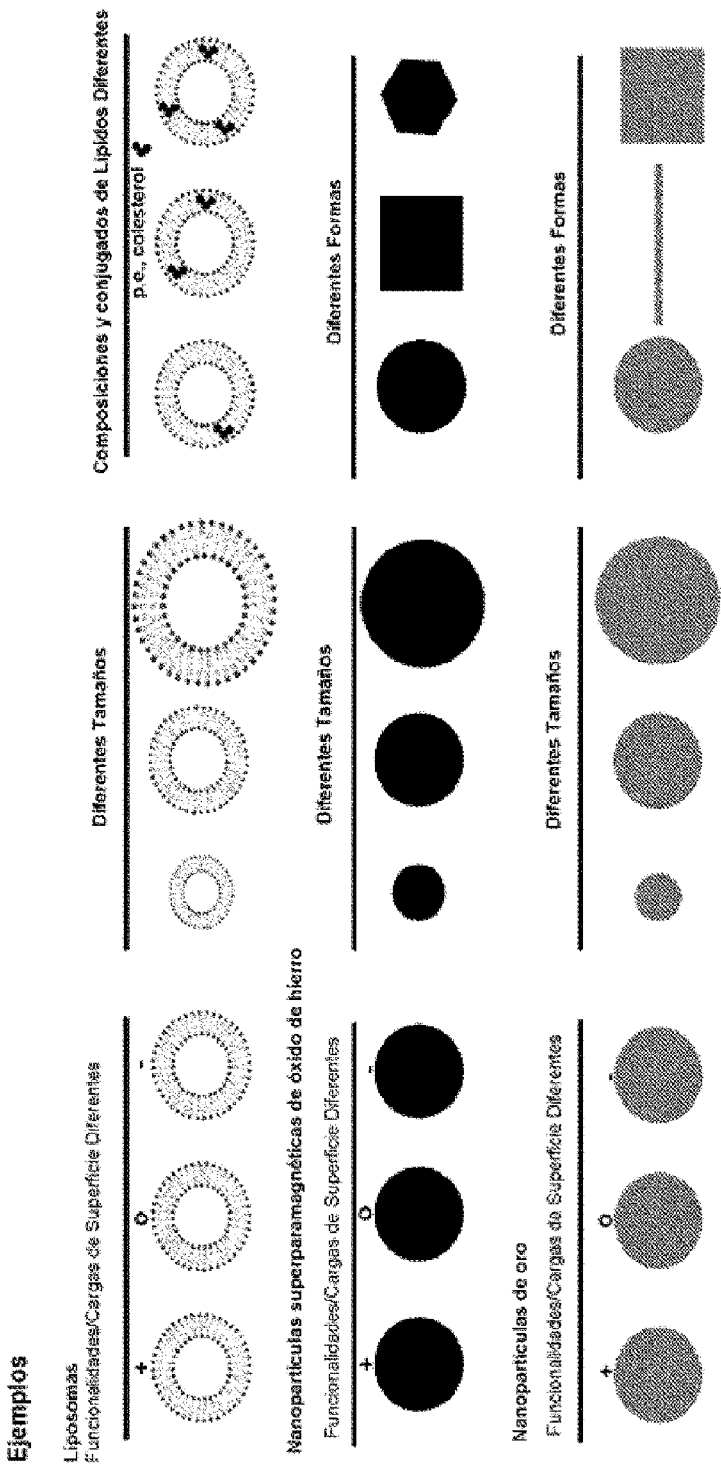 Ejemplos
Liposomas
Funcionalidades/Cargas de Superficie Diferentes
Diferentes Tamaños
Composiciones y conjugados de Lípidos Diferentes
p.e., colesterol
+ O -
Nanopartículas superparamagnéticas de óxido de hierro
Funcionalidades/Cargas de Superficie Diferentes
Diferentes Tamaños
Diferentes Formas
+ O -
Nanopartículas de oro
Funcionalidades/Cargas de Superficie Diferentes
Diferentes Tamaños
Diferentes Formas
+ O -